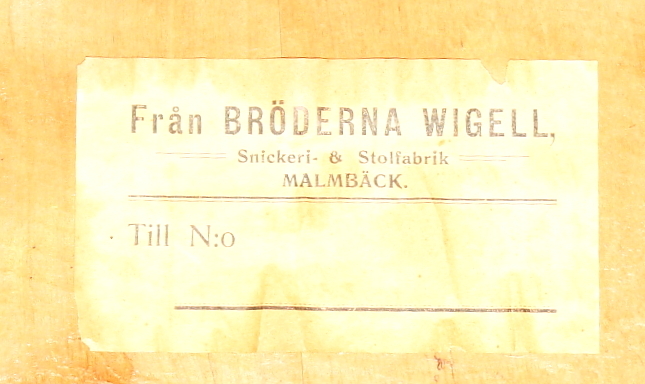 Från BRÖDERNA WIGELL,
Snickeri- & Stolfabrik
MALMBÄCK.
Till N:o